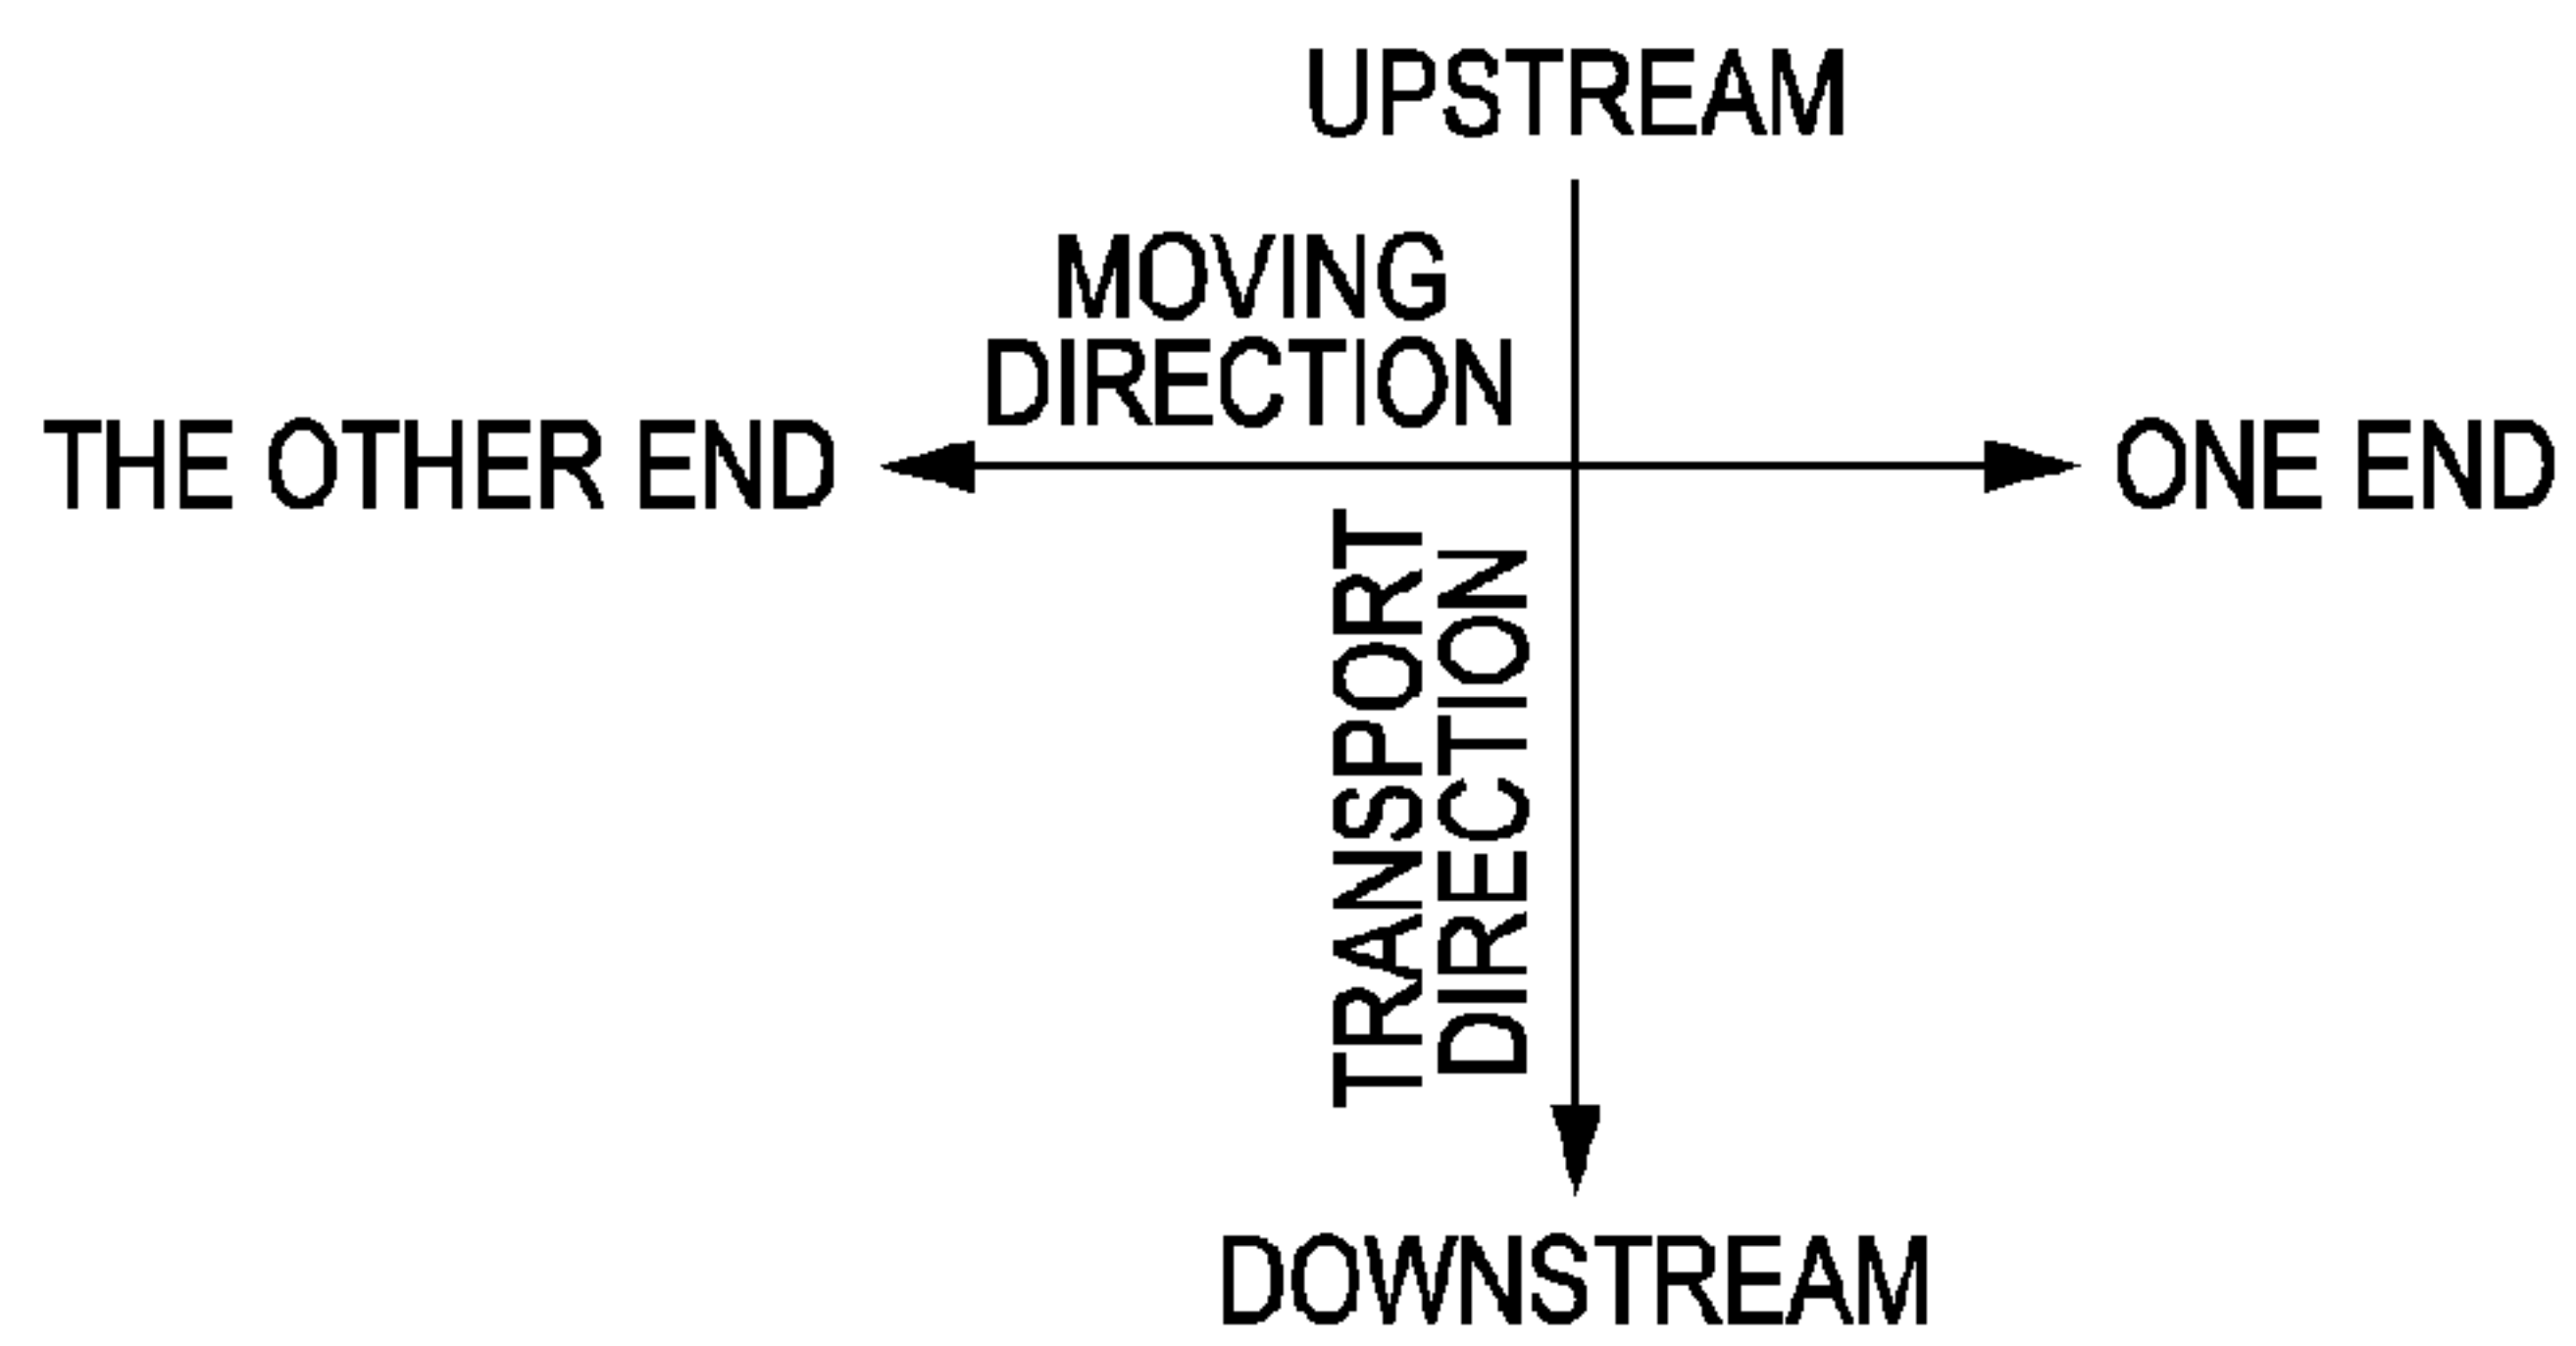 UPSTREAM
MOVING
DIRECTION
THE OTHER END
ONE END
TRANSPORT
DIRECTION
DOWNSTREAM